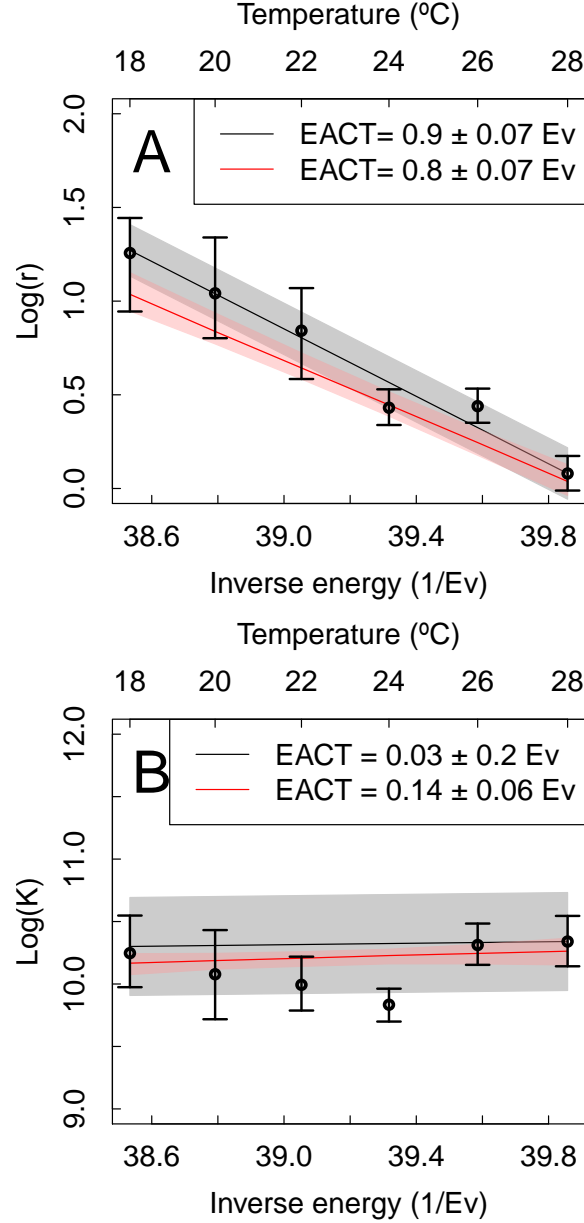 Temperature (ºC)
18 20 22 24 26 28
A
EACT= 0.9 ± 0.07 Ev
EACT= 0.8 ± 0.07 Ev
Log(r)
2.0
1.5
1.0
0.5
0.0
38.6 39.0 39.4 39.8
Inverse energy (1/Ev)
Temperature (ºC)
18 20 22 24 26 28
B
EACT = 0.03 ± 0.2 Ev
EACT = 0.14 ± 0.06 Ev
Log(K)
12.0
11.0
10.0
9.0
38.6 39.0 39.4 39.8
Inverse energy (1/Ev)